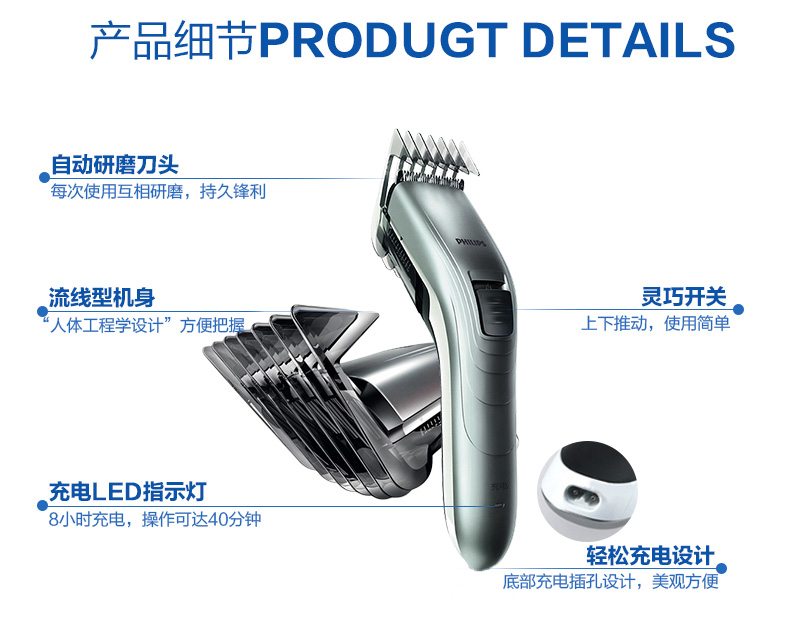 产品细节PRODUGT DETAILS
自动研磨刀头
每次使用互相研磨，持久锋利
PHILIPS
流线型机身
“人体工程学设计”方便把握
灵巧开关
上下推动，使用简单
充电
充电LED指示灯
8小时充电，操作可达40分钟
轻松充电设计
底部充电插孔设计，美观方便